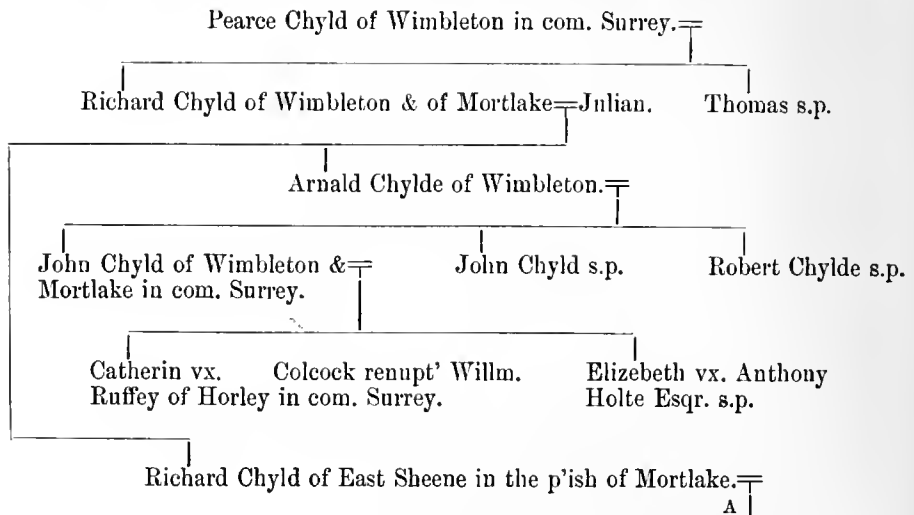 Pearce Chyld of Wimbleton in com. Surrey.
Richard Chyld of Wimbleton & of Mortlake Julian. Thomas s.p.
Arnald Chylde of Wimbleton.
John Chyld of Wimbleton & John Chyld s.p. Robert Chylde s.p.
Mortlake in com. Surrey.
Catherin vx. Colcock renupt' Willm. Elizebeth vx. Anthony
Ruffey of Horley in com. Surrey. Holte Esqr. s.p.
Richard Chyld of East Sheene in the p'ish of Mortlake.
A